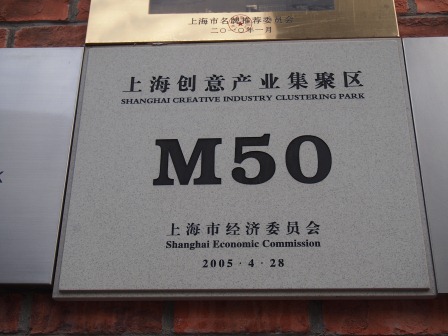 上海市名牌推荐委员会
二〇一〇年一月
上海创意产业集聚区
SHANGHAI CREATIVE INDUSTRY CLUSTERING PARK
M50
上海市经济委员会
Shanghai Economic Commission
2005·4·28